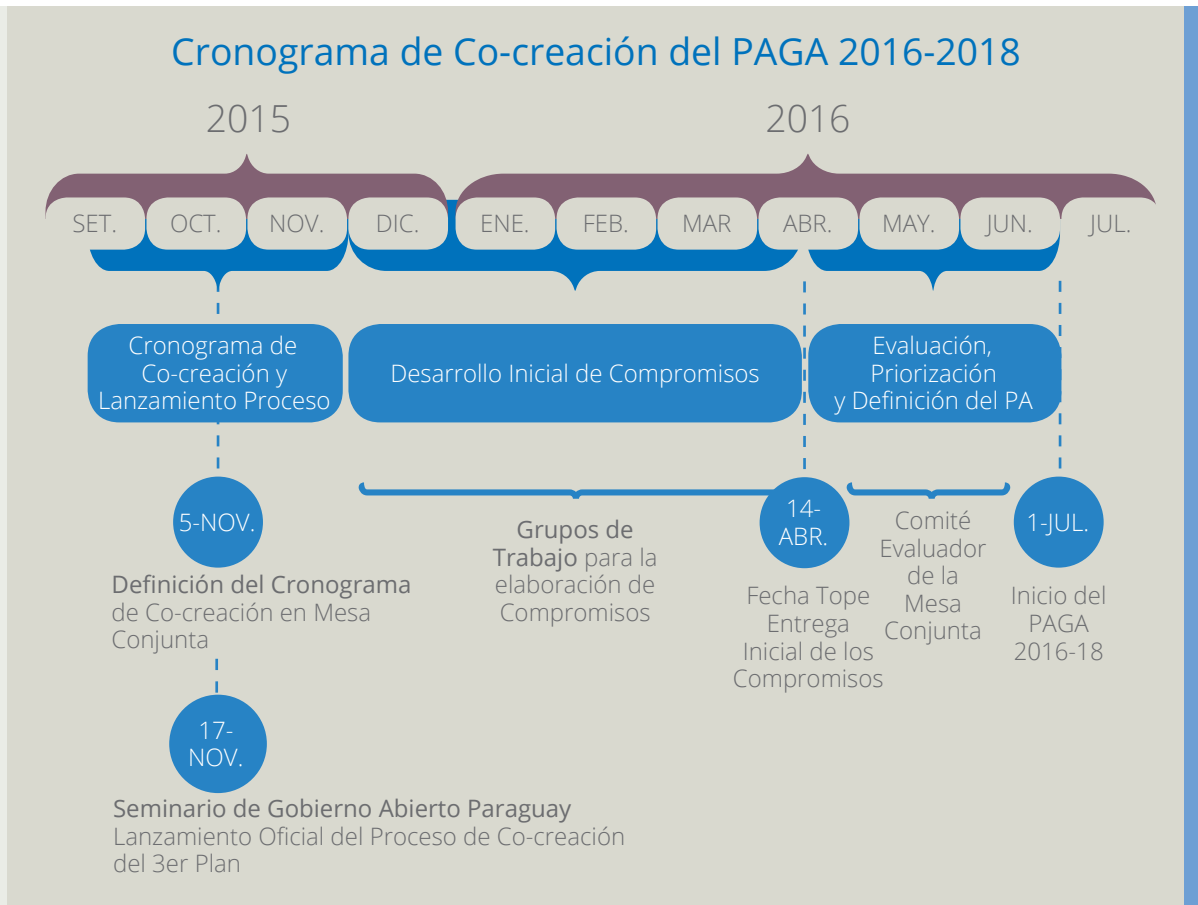 Cronograma de Co-creación del PAGA 2016-2018
2015
2016
SET.
OCT.
NOV.
DIC.
ENE.
FEB.
MAR
ABR.
MAY.
JUN.
JUL.
Cronograma de
Co-creación y
Lanzamiento Proceso
Desarrollo Inicial de Compromisos
Evaluación,
Priorización
y Definición del PA
5-NOV.
Definición del Cronograma
de Co-creación en Mesa
Conjunta
17-
NOV.
Seminario de Gobierno Abierto Paraguay
Lanzamiento Oficial del Proceso de Co-creación
del 3er Plan
Grupos de
Trabajo para la
elaboración de
Compromisos
14-
ABR.
Fecha Tope
Entrega
Inicial de los
Compromisos
Comité
Evaluador
de la
Mesa
Conjunta
1-JUL.
Inicio del
PAGA
2016-18